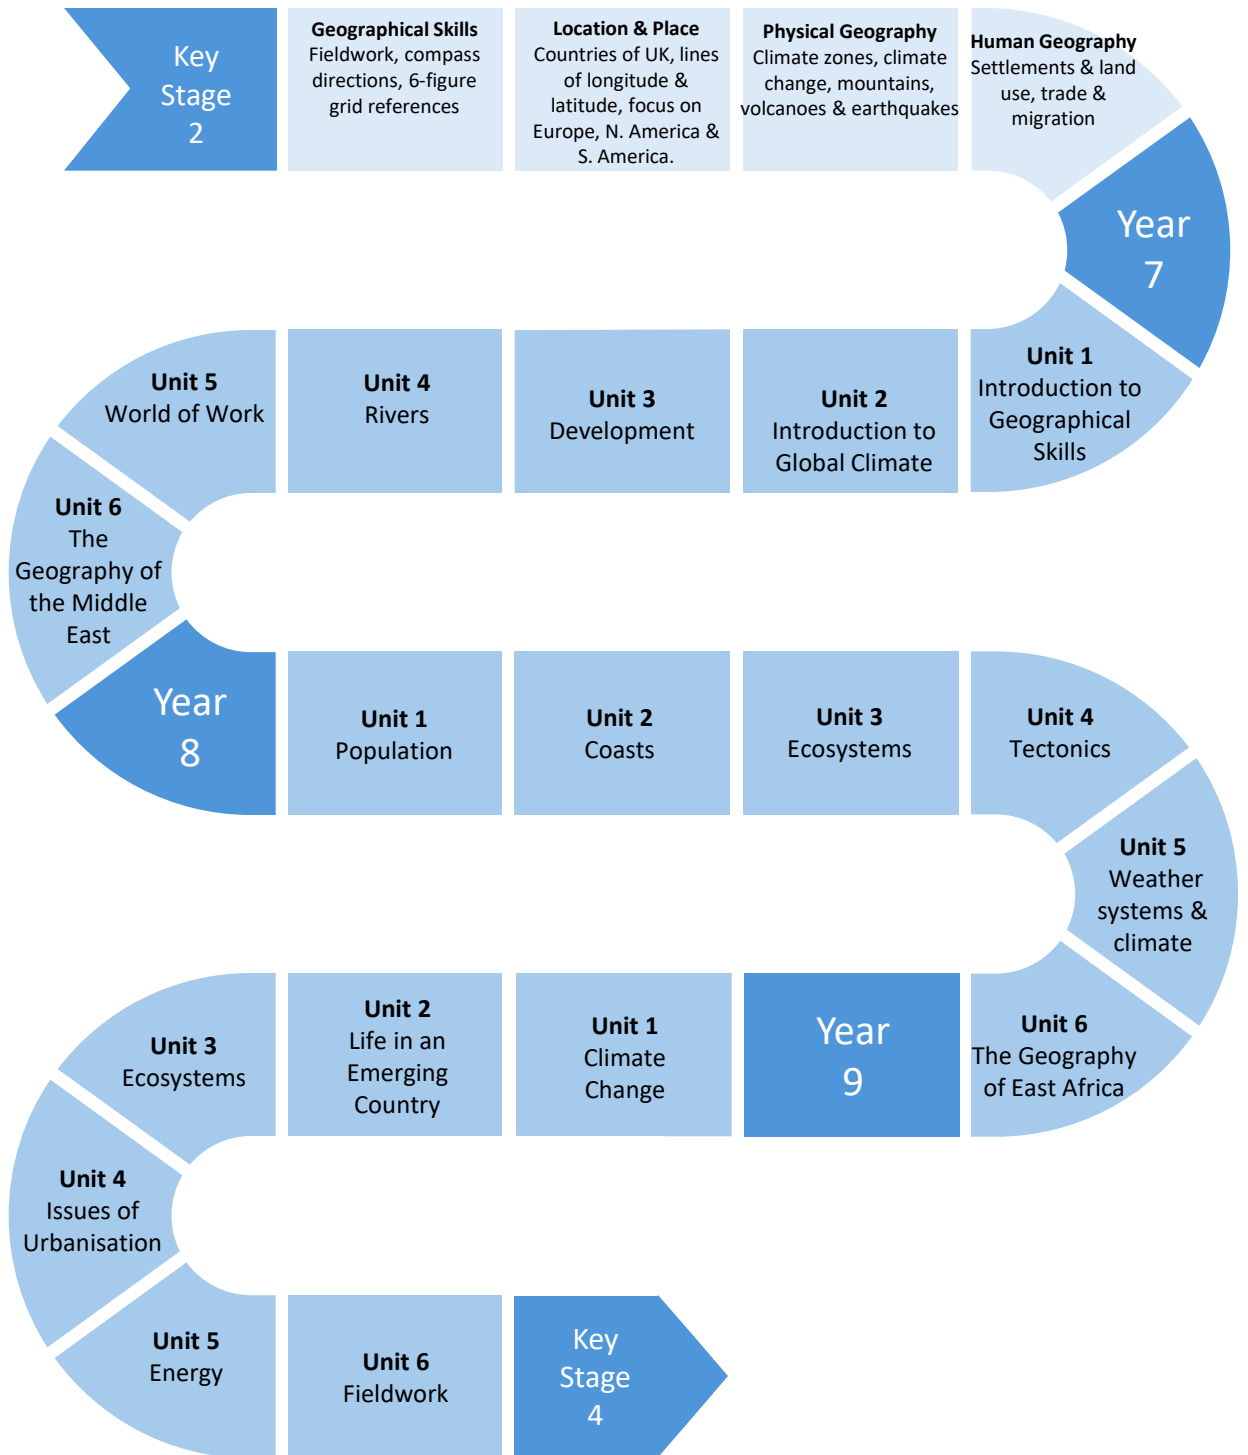 Key
Stage
2
Geographical Skills
Fieldwork, compass
directions, 6-figure
grid references
Location & Place
Countries of UK, lines
of longitude &
latitude, focus on
Europe, N. America &
S. America.
Physical Geography
Climate zones, climate
change, mountains,
volcanoes & earthquakes
Human Geography
Settlements & land
use, trade &
migration
Year
7
Unit 1
Introduction to
Geographical
Skills
Unit 2
Introduction to
Global Climate
Unit 3
Development
Unit 4
Rivers
Unit 5
World of Work
Unit 6
The
Geography of
the Middle
East
Year
8
Unit 1
Population
Unit 2
Coasts
Unit 3
Ecosystems
Unit 4
Tectonics
Unit 5
Weather
systems &
climate
Unit 6
The Geography
of East Africa
Year
9
Unit 1
Climate
Change
Unit 2
Life in an
Emerging
Country
Unit 3
Ecosystems
Unit 4
Issues of
Urbanisation
Unit 5
Energy
Unit 6
Fieldwork
Key
Stage
4